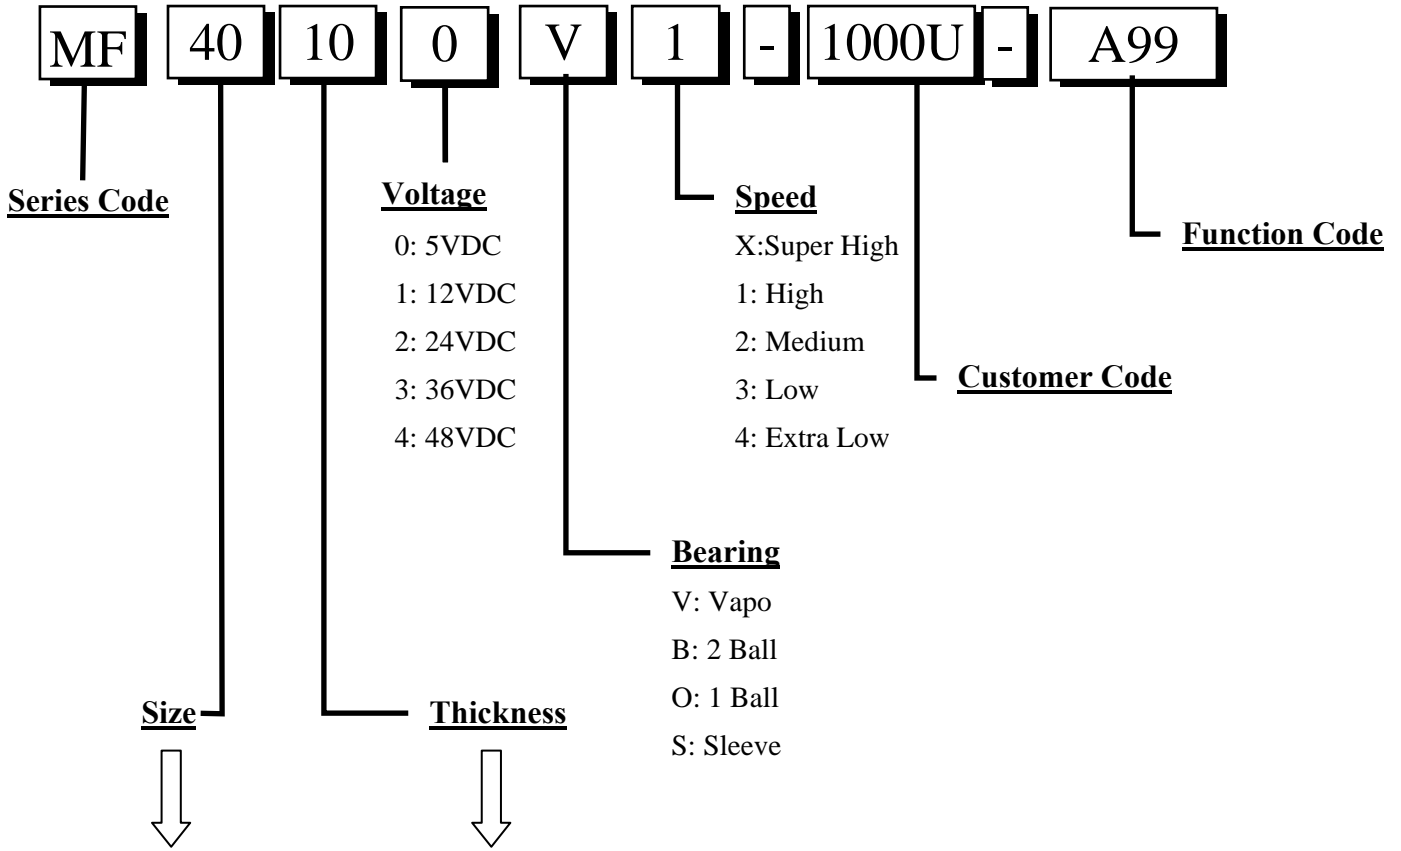 MF 40 10 0 V 1 - 1000U - A99
Series Code
Voltage
0: 5VDC
1: 12VDC
2: 24VDC
3: 36VDC
4: 48VDC
Speed
X:Super High
1: High
2: Medium
3: Low
4: Extra Low
Function Code
Customer Code
Bearing
V: Vapo
B: 2 Ball
O: 1 Ball
S: Sleeve
Size
Thickness